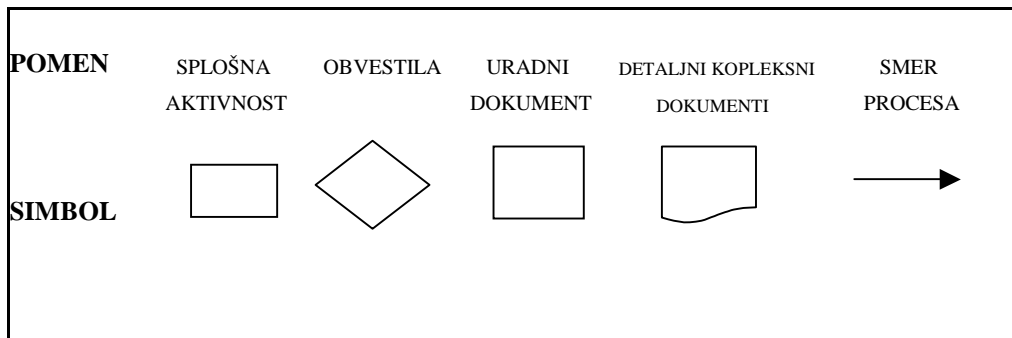 POMEN SPLOŠNA OBVESTILA URADNI DETALJNI KOPLEKSNI SMER
AKTIVNOST DOKUMENT DOKUMENTI PROCESA
SIMBOL